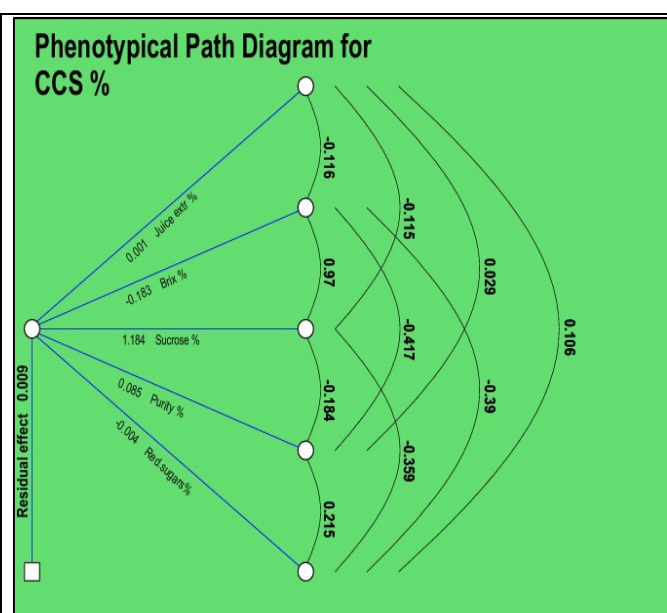 Phenotypical Path Diagram for
CCS %
-0.116
0.001 Juice extr %
-0.115
-0.183 Brix %
0.97
0.029
0.106
1.184 Sucrose %
-0.417
-0.184
-0.39
0.085 Purity %
-0.004 Red.sugars%
-0.359
Residual effect 0.009
0.215